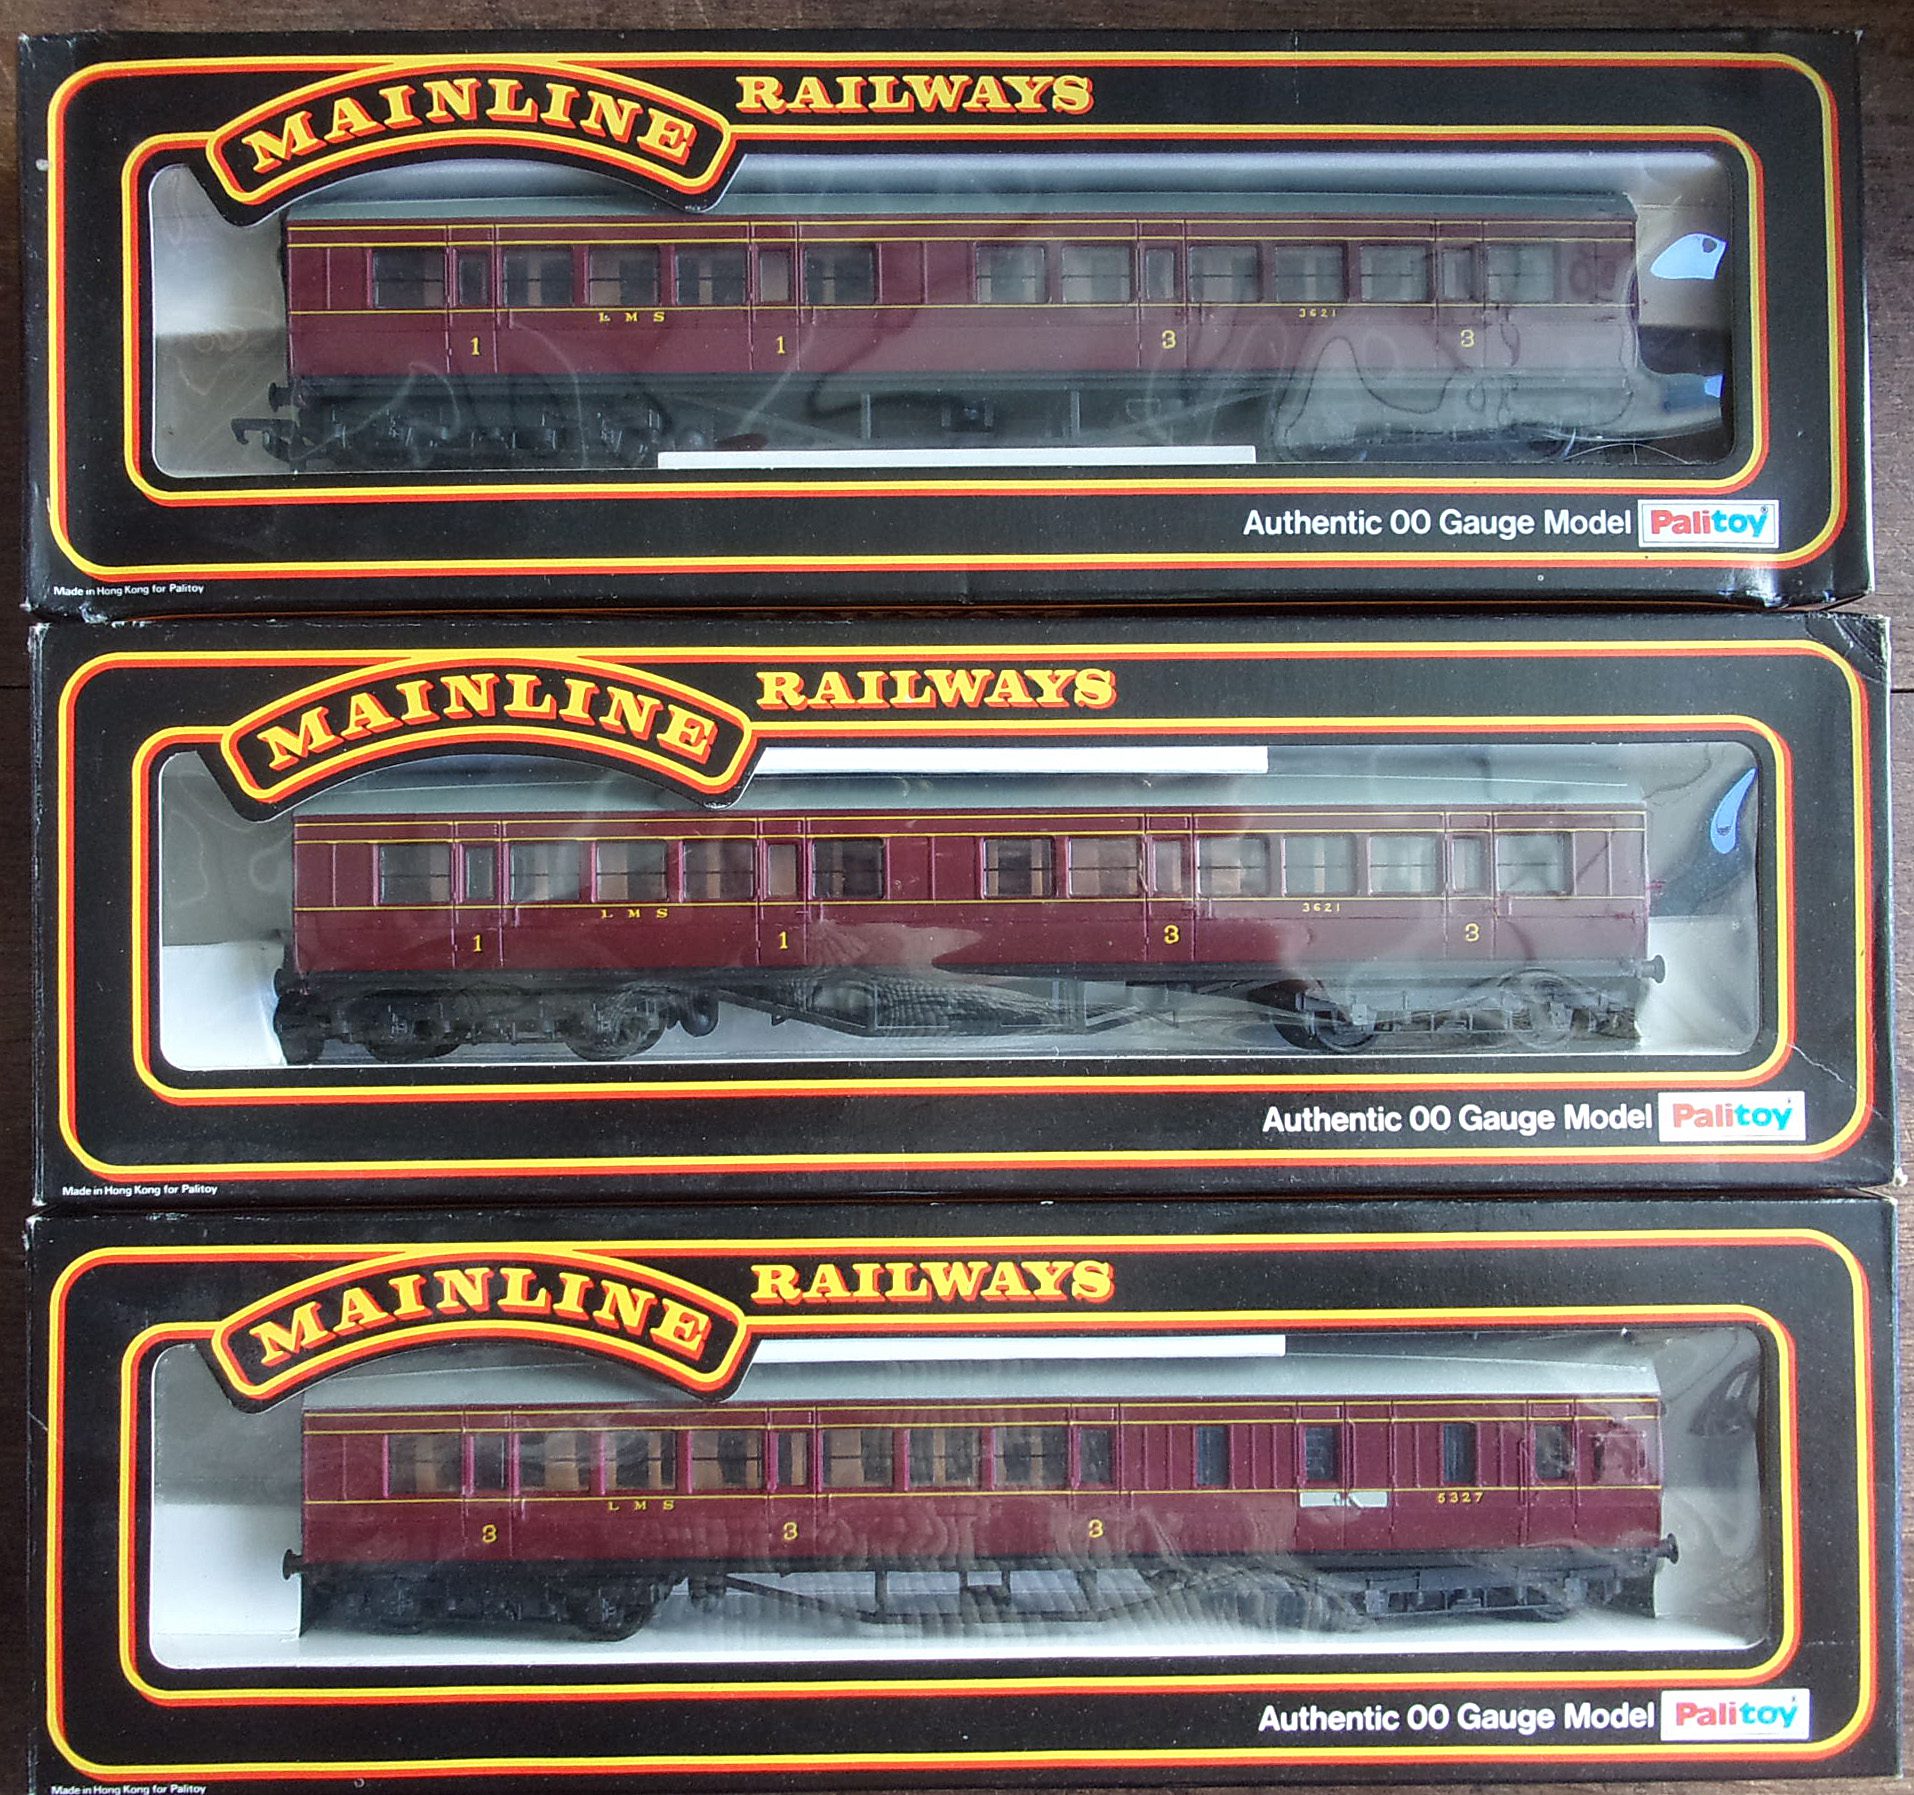 MAINLINE RAILWAYS
L M S 3621
1 1 3 3
Authentic 00 Gauge Model Palitoy
Made in Hong Kong for Palitoy
MAINLINE RAILWAYS
L M S 3621
1 1 3 3
Authentic 00 Gauge Model Palitoy
Made in Hong Kong for Palitoy
MAINLINE RAILWAYS
L M S 5327
3 3 3
Authentic 00 Gauge Model Palitoy
Made in Hong Kong for Palitoy